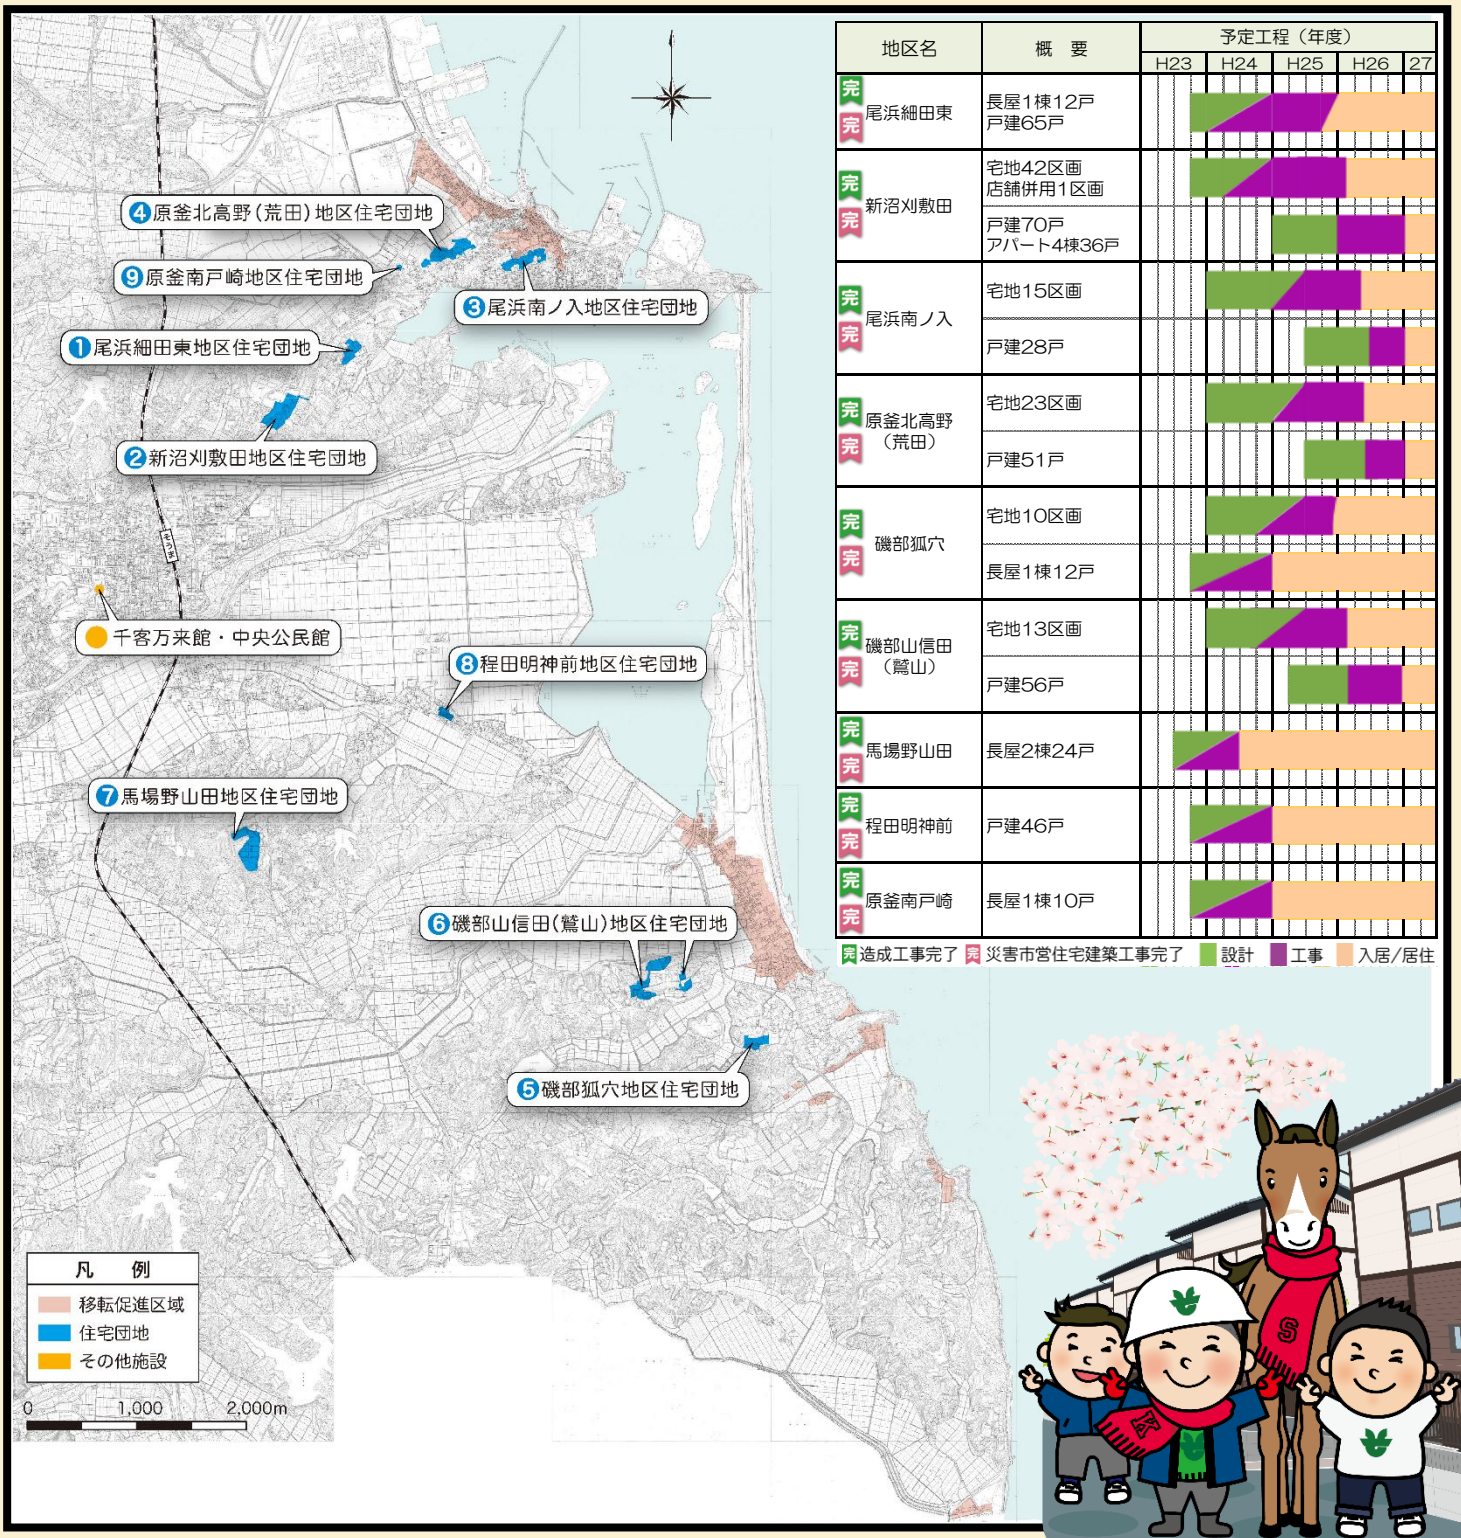 地区名
概　要
予定工程（年度）
H23
H24
H25
H26
27
完
完
尾浜細田東
長屋1棟12戸
戸建65戸
完
完
新沼刈敷田
宅地42区画
店舗併用1区画
戸建70戸
アパート4棟36戸
完
完
尾浜南ノ入
宅地15区画
戸建28戸
完
完
原釜北高野
（荒田）
宅地23区画
戸建51戸
完
完
磯部狐穴
宅地10区画
長屋1棟12戸
完
完
磯部山信田
（鷲山）
宅地13区画
戸建56戸
完
完
馬場野山田
長屋2棟24戸
完
完
程田明神前
戸建46戸
完
完
原釜南戸崎
長屋1棟10戸
完 造成工事完了 完 災害市営住宅建築工事完了 設計 工事 入居/居住
4 原釜北高野（荒田）地区住宅団地
9 原釜南戸崎地区住宅団地
3 尾浜南ノ入地区住宅団地
1 尾浜細田東地区住宅団地
2 新沼刈敷田地区住宅団地
そうま
千客万来館・中央公民館
8 程田明神前地区住宅団地
7 馬場野山田地区住宅団地
6 磯部山信田（鷲山）地区住宅団地
5 磯部狐穴地区住宅団地
凡　例
移転促進区域
住宅団地
その他施設
0 1,000 2,000m
S
K